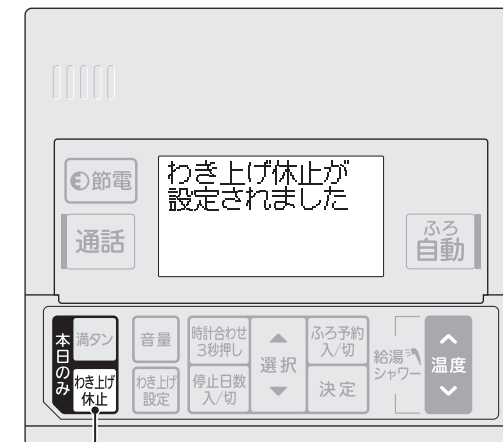 節電
わき上げ休止が
設定されました
通話
ふろ
自動
本日のみ
満タン
わき上げ
休止
音量
わき上げ
設定
時計合わせ
3秒押し
停止日数
入/切
選択
ふろ予約
入/切
決定
給湯
シャワー
温度